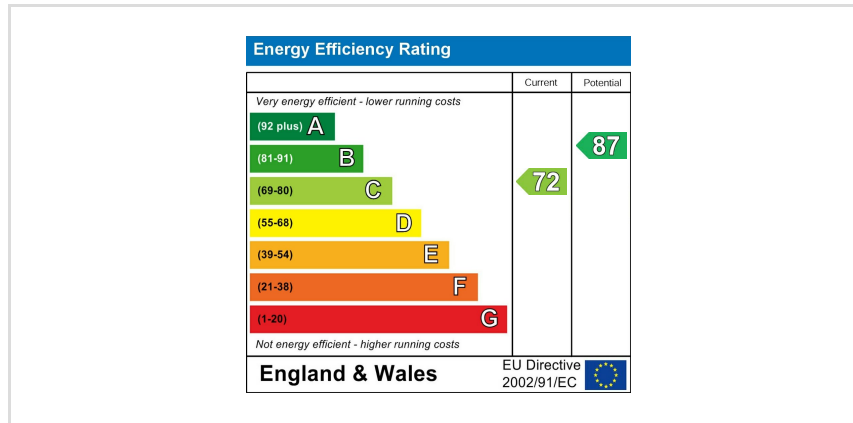 Energy Efficiency Rating
Current Potential
Very energy efficient - lower running costs
(92 plus) A
(81-91) B
87
(69-80) C
72
(55-68) D
(39-54) E
(21-38) F
(1-20) G
Not energy efficient - higher running costs
England & Wales
EU Directive
2002/91/EC